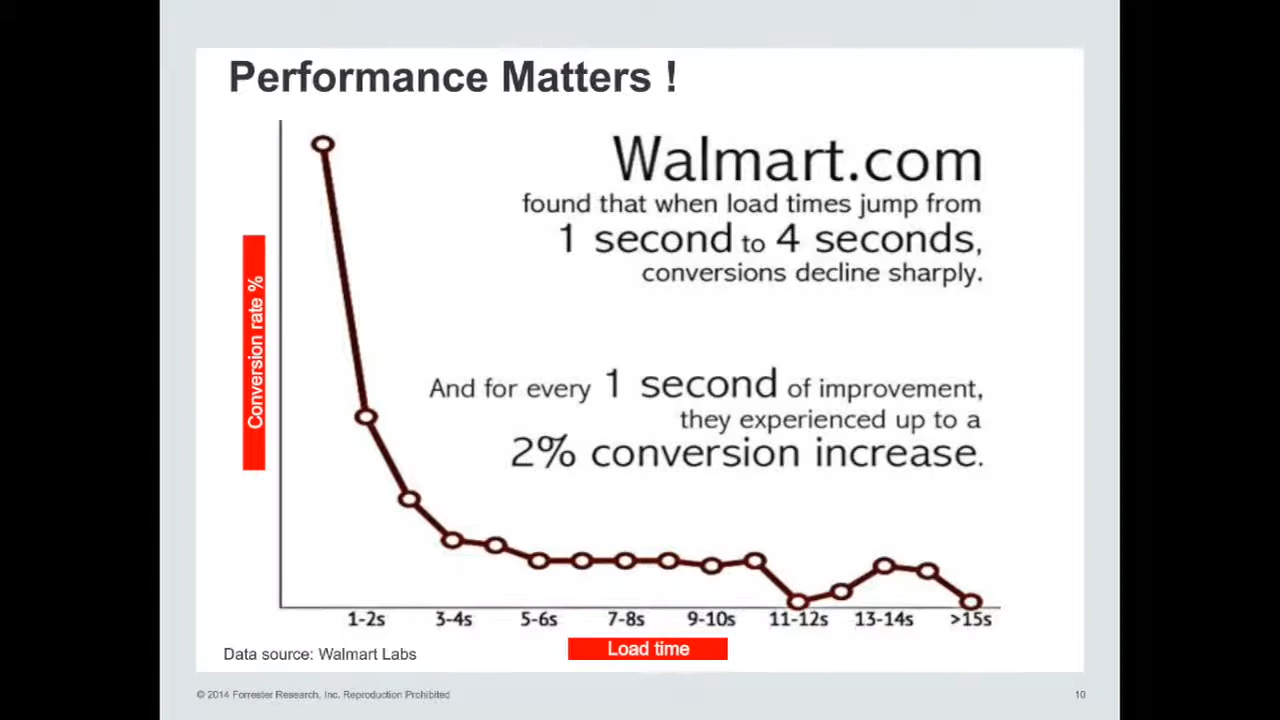 Performance Matters !
Walmart.com
found that when load times jump from
1 second to 4 seconds,
conversions decline sharply.
Conversion rate %
And for every 1 second of improvement,
they experienced up to a
2% conversion increase.
1-2s 3-4s 5-6s 7-8s 9-10s 11-12s 13-14s >15s
Load time
Data source: Walmart Labs
© 2014 Forrester Research, Inc. Reproduction Prohibited
10